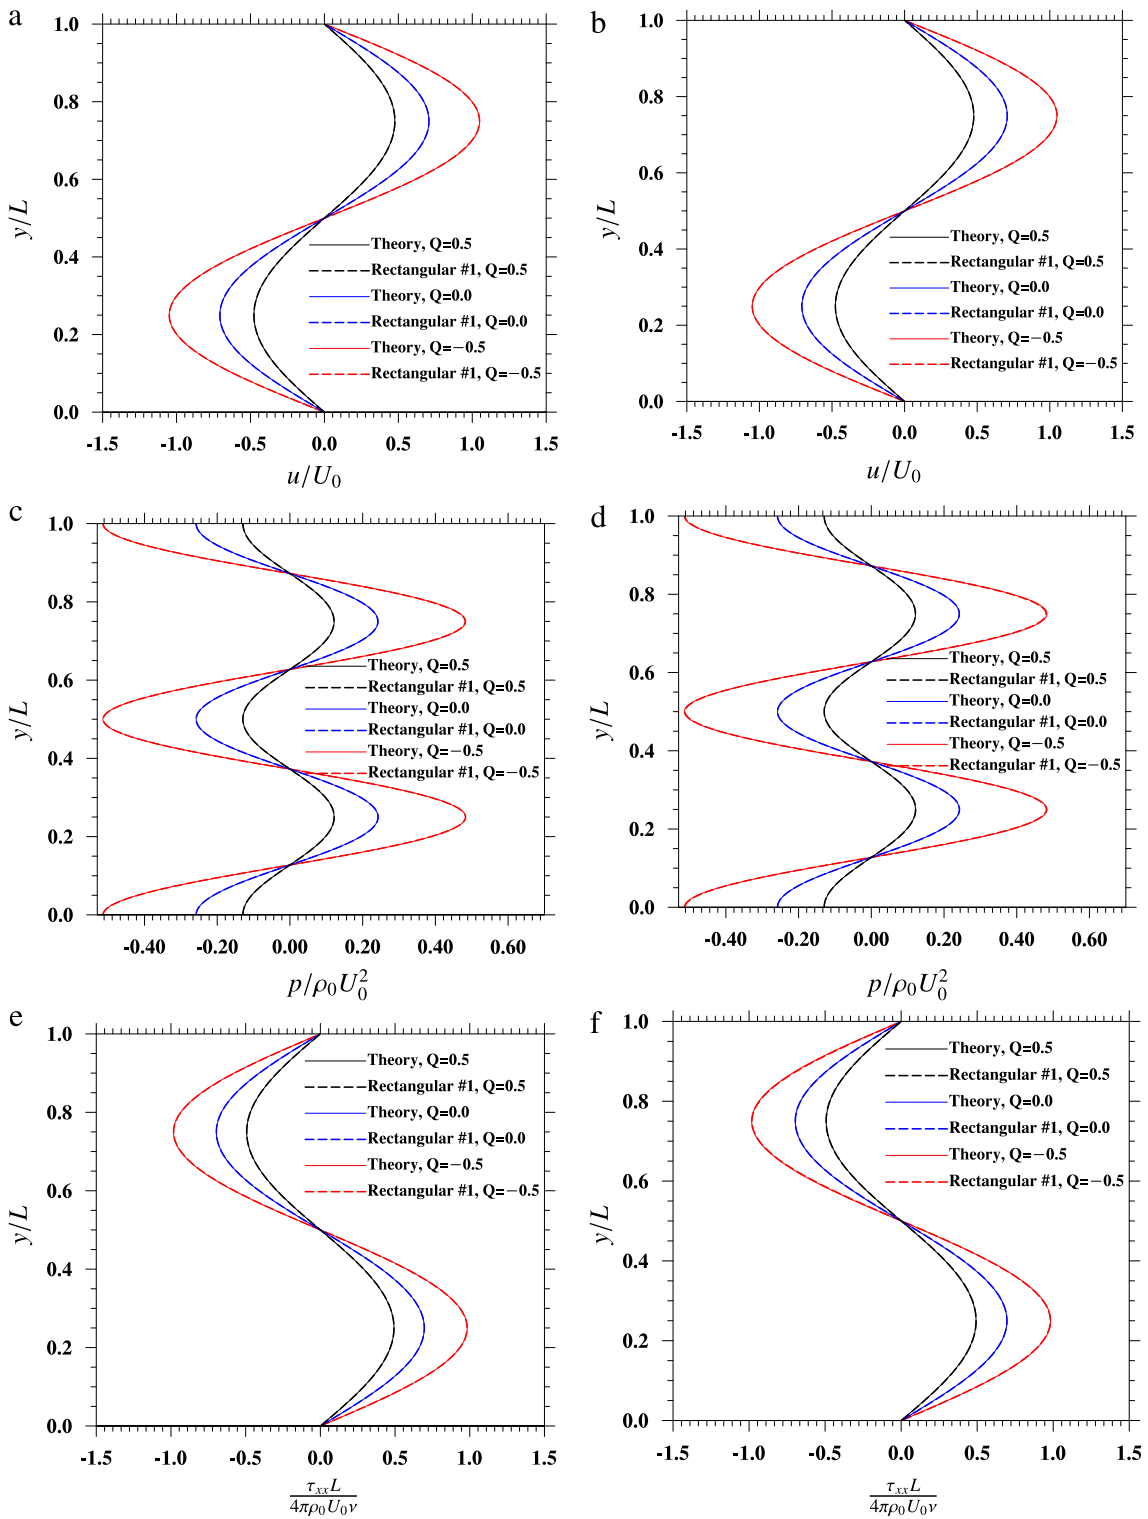 a
1.0
0.8
0.6
0.4
0.2
0.0
y/L
Theory, Q=0.5
Rectangular #1, Q=0.5
Theory, Q=0.0
Rectangular #1, Q=0.0
Theory, Q=−0.5
Rectangular #1, Q=−0.5
-1.5 -1.0 -0.5 0.0 0.5 1.0 1.5
u/U₀
b
1.0
0.8
0.6
0.4
0.2
0.0
y/L
Theory, Q=0.5
Rectangular #1, Q=0.5
Theory, Q=0.0
Rectangular #1, Q=0.0
Theory, Q=−0.5
Rectangular #1, Q=−0.5
-1.5 -1.0 -0.5 0.0 0.5 1.0 1.5
u/U₀
c
1.0
0.8
0.6
0.4
0.2
0.0
y/L
Theory, Q=0.5
Rectangular #1, Q=0.5
Theory, Q=0.0
Rectangular #1, Q=0.0
Theory, Q=−0.5
Rectangular #1, Q=−0.5
-0.40 -0.20 0.00 0.20 0.40 0.60
p/ρ₀U₀²
d
1.0
0.8
0.6
0.4
0.2
0.0
y/L
Theory, Q=0.5
Rectangular #1, Q=0.5
Theory, Q=0.0
Rectangular #1, Q=0.0
Theory, Q=−0.5
Rectangular #1, Q=−0.5
-0.40 -0.20 0.00 0.20 0.40 0.60
p/ρ₀U₀²
e
1.0
0.8
0.6
0.4
0.2
0.0
y/L
Theory, Q=0.5
Rectangular #1, Q=0.5
Theory, Q=0.0
Rectangular #1, Q=0.0
Theory, Q=−0.5
Rectangular #1, Q=−0.5
-1.5 -1.0 -0.5 0.0 0.5 1.0 1.5
τₓₓL
4πρ₀U₀ν
f
1.0
0.8
0.6
0.4
0.2
0.0
y/L
Theory, Q=0.5
Rectangular #1, Q=0.5
Theory, Q=0.0
Rectangular #1, Q=0.0
Theory, Q=−0.5
Rectangular #1, Q=−0.5
-1.5 -1.0 -0.5 0.0 0.5 1.0 1.5
τₓₓL
4πρ₀U₀ν